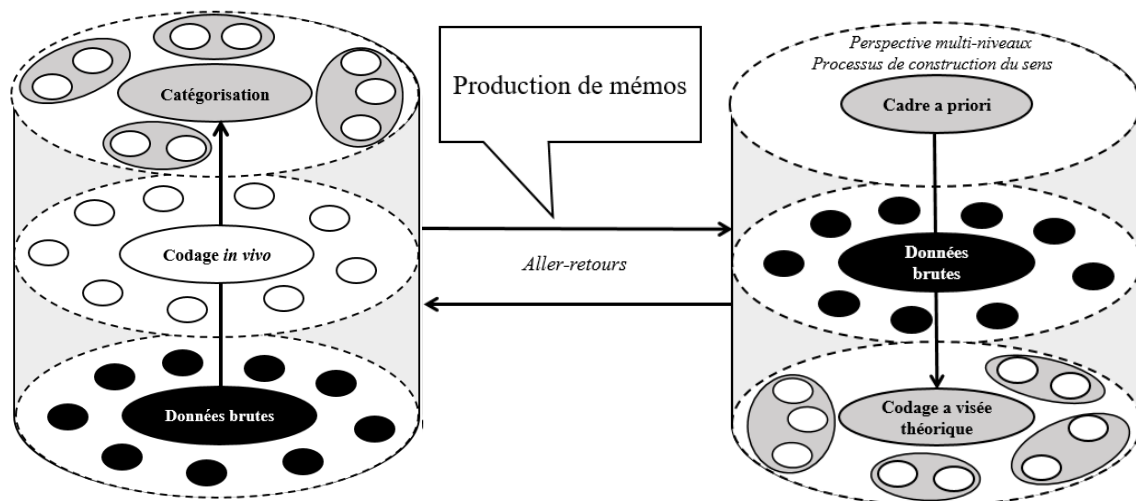 Catégorisation
Codage in vivo
Données brutes
Production de mémos
Aller-retours
Perspective multi-niveaux
Processus de construction du sens
Cadre a priori
Données
brutes
Codage a visée
théorique